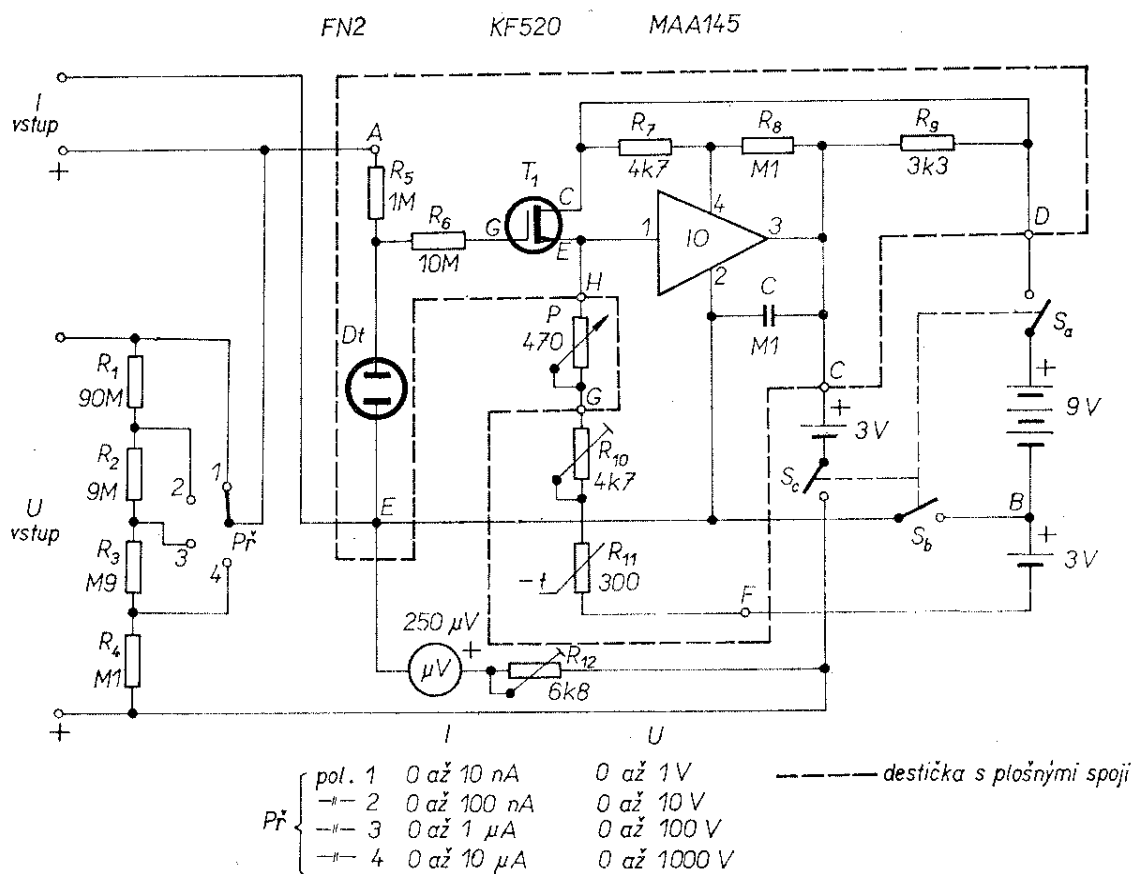 FN2 KF520 MAA145
I
vstup
+
A
R5
1M
R6
10M
T1
G
C
E
R7
4k7
R8
M1
R9
3k3
1
IO
4
3
2
D
H
P
470
C
M1
Dt
G
C
+
3V
Sa
+
9V
R1
90M
R2
9M
R3
M9
R4
M1
U
vstup
+
1
2
3
4
Př
E
R10
4k7
R11
300
-t
Sc
Sb
B
+
3V
F
250 μV
+
μV
R12
6k8
I U
Př
pol. 1 0 až 10 nA 0 až 1 V
-"- 2 0 až 100 nA 0 až 10 V
-"- 3 0 až 1 μA 0 až 100 V
-"- 4 0 až 10 μA 0 až 1000 V
destička s plošnými spoji